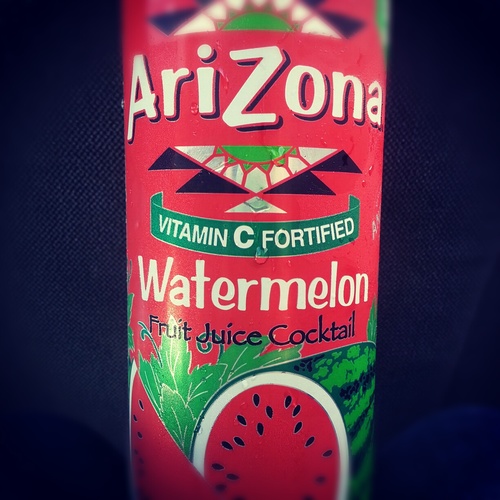 AriZona
VITAMIN C FORTIFIED
Watermelon
Fruit Juice Cocktail